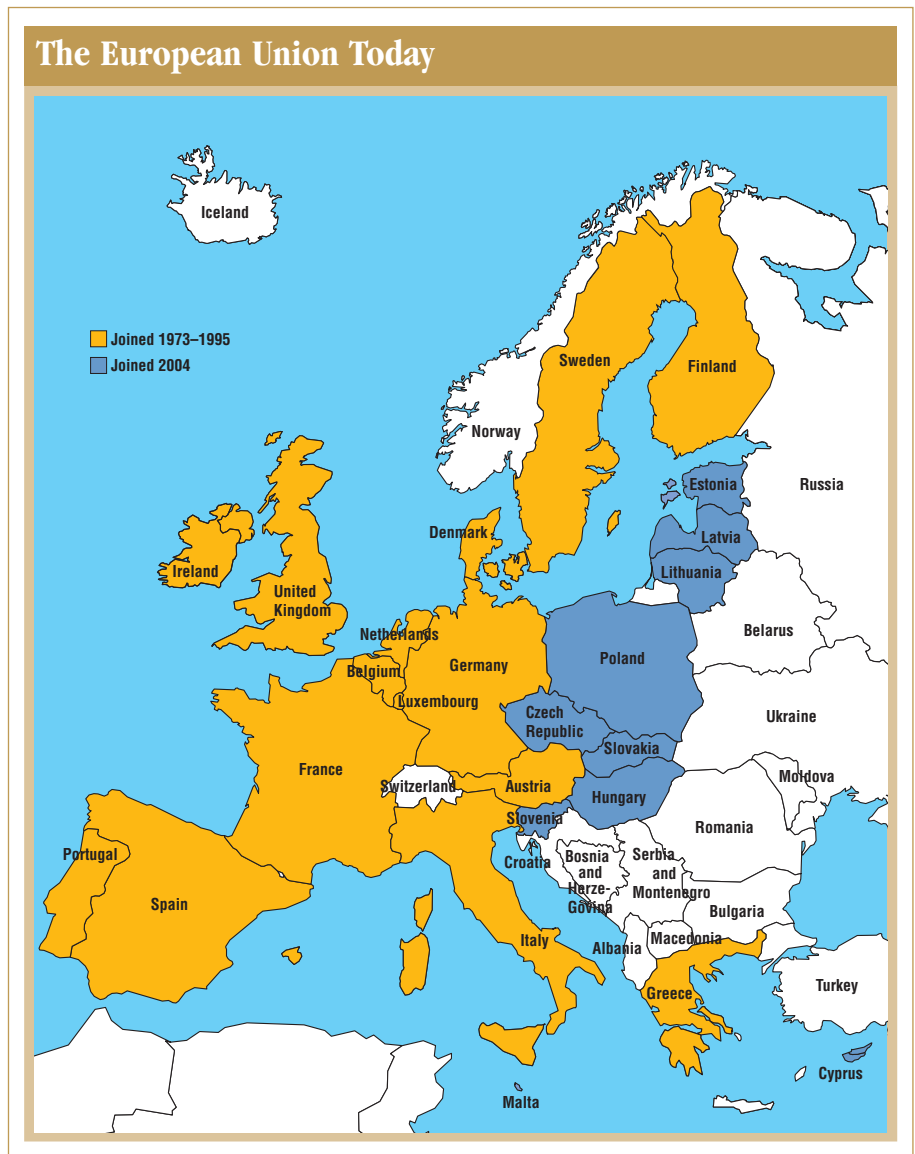 The European Union Today
Iceland
Joined 1973–1995
Joined 2004
Sweden
Finland
Norway
Russia
Estonia
Denmark
Latvia
Ireland
Lithuania
United
Kingdom
Netherlands
Belarus
Belgium
Germany
Poland
Luxembourg
Czech
Republic
Ukraine
Slovakia
France
Switzerland
Austria
Moldova
Hungary
Slovenia
Romania
Portugal
Croatia
Bosnia
and
Herze-
Govina
Serbia
and
Montenegro
Spain
Bulgaria
Italy
Albania
Macedonia
Greece
Turkey
Cyprus
Malta